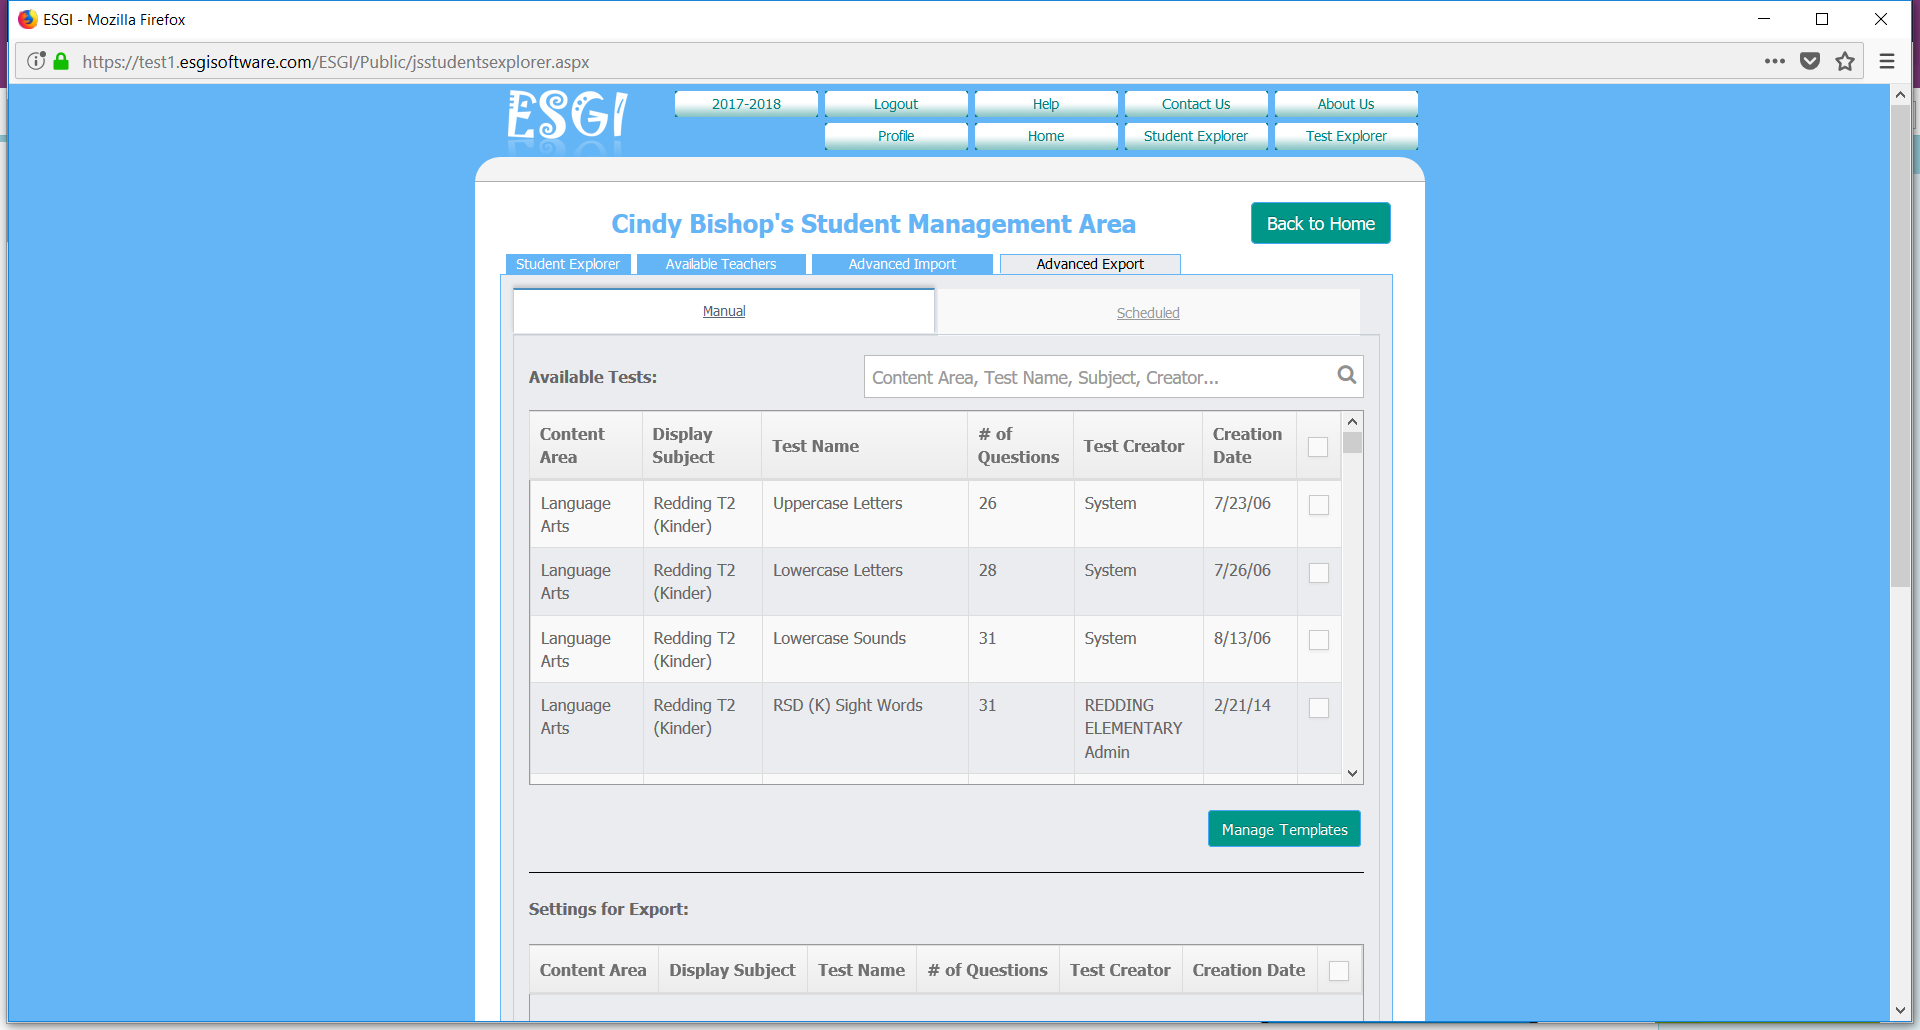 ESGI - Mozilla Firefox
https://test1.esgisoftware.com/ESGI/Public/jsstudentsexplorer.aspx
ESGI
2017-2018 Logout Help Contact Us About Us
Profile Home Student Explorer Test Explorer
Cindy Bishop's Student Management Area
Back to Home
Student Explorer Available Teachers Advanced Import Advanced Export
Manual Scheduled
Available Tests:
Content Area, Test Name, Subject, Creator...
Content Area Display Subject Test Name # of Questions Test Creator Creation Date
Language Arts Redding T2 (Kinder) Uppercase Letters 26 System 7/23/06
Language Arts Redding T2 (Kinder) Lowercase Letters 28 System 7/26/06
Language Arts Redding T2 (Kinder) Lowercase Sounds 31 System 8/13/06
Language Arts Redding T2 (Kinder) RSD (K) Sight Words 31 REDDING ELEMENTARY Admin 2/21/14
Manage Templates
Settings for Export:
Content Area Display Subject Test Name # of Questions Test Creator Creation Date